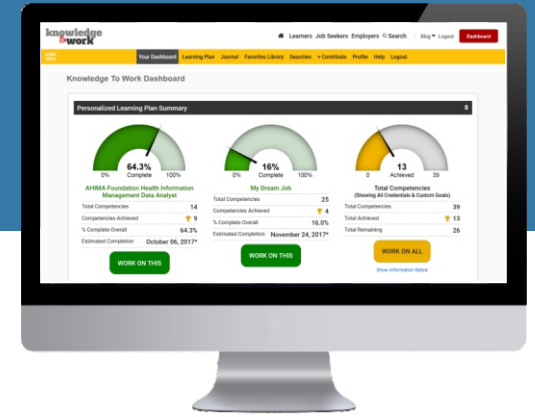 knowledge to work
Learners Job Seekers Employers Search Blog Logout Dashboard
Your Dashboard Learning Plan Journal Favorites Library Searches + Contribute Profile Help Logout
Knowledge To Work Dashboard
Personalized Learning Plan Summary
64.3%
0% Complete 100%
AHIMA Foundation Health Information
Management Data Analyst
Total Competencies 14
Competencies Achieved 9
% Complete Overall 64.3%
Estimated Completion October 06, 2017*
WORK ON THIS
16%
0% Complete 100%
My Dream Job
Total Competencies 25
Competencies Achieved 4
% Complete Overall 16.0%
Estimated Completion November 24, 2017*
WORK ON THIS
13
0 Achieved 39
Total Competencies
(Showing All Credentials & Custom Goals)
Total Competencies 39
Total Achieved 13
Total Remaining 26
WORK ON ALL
Show Information Below